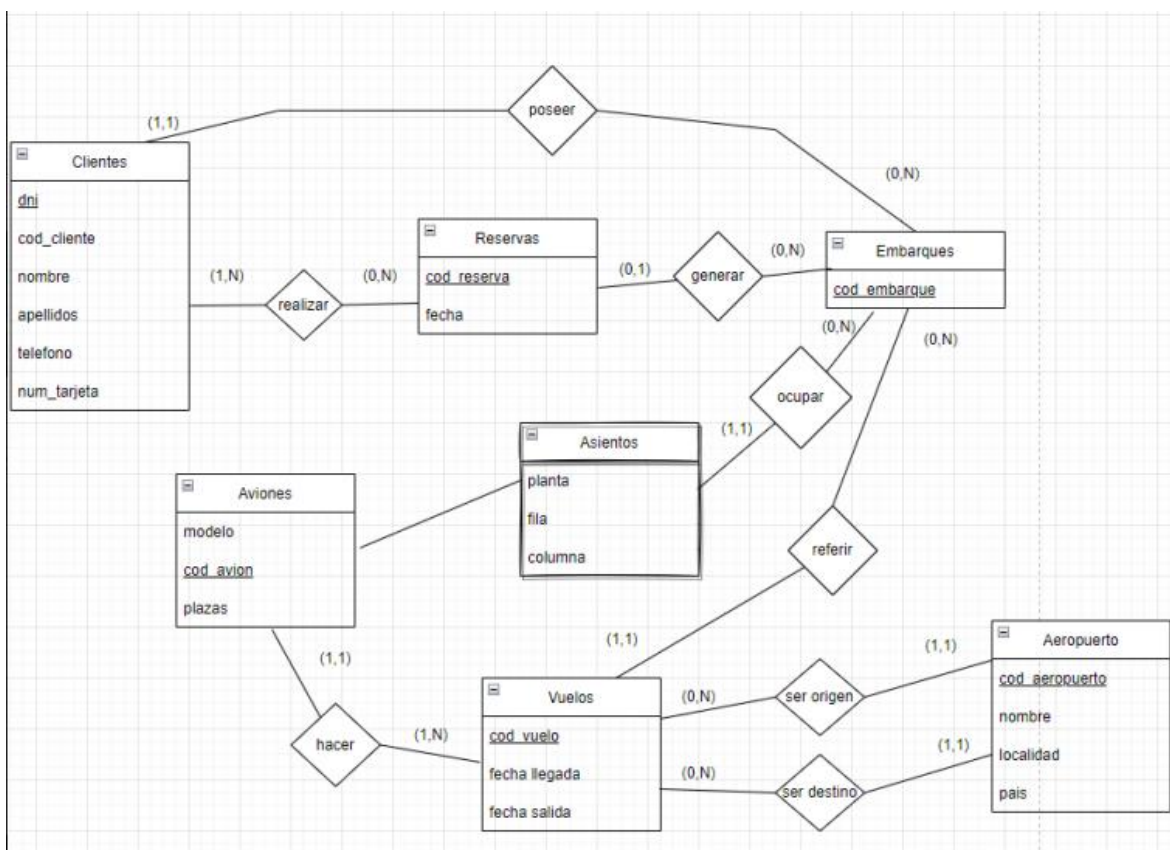 poseer
(1,1)
(0,N)
Clientes
dni
cod_cliente
nombre
apellidos
telefono
num_tarjeta
(1,N)
realizar
(0,N)
Reservas
cod_reserva
fecha
(0,1)
generar
(0,N)
Embarques
cod_embarque
(0,N)
(0,N)
ocupar
(1,1)
Asientos
planta
fila
columna
Aviones
modelo
cod_avion
plazas
referir
(1,1)
(1,1)
hacer
(1,N)
Vuelos
cod_vuelo
fecha llegada
fecha salida
(0,N)
ser origen
(1,1)
(0,N)
ser destino
(1,1)
Aeropuerto
cod_aeropuerto
nombre
localidad
pais